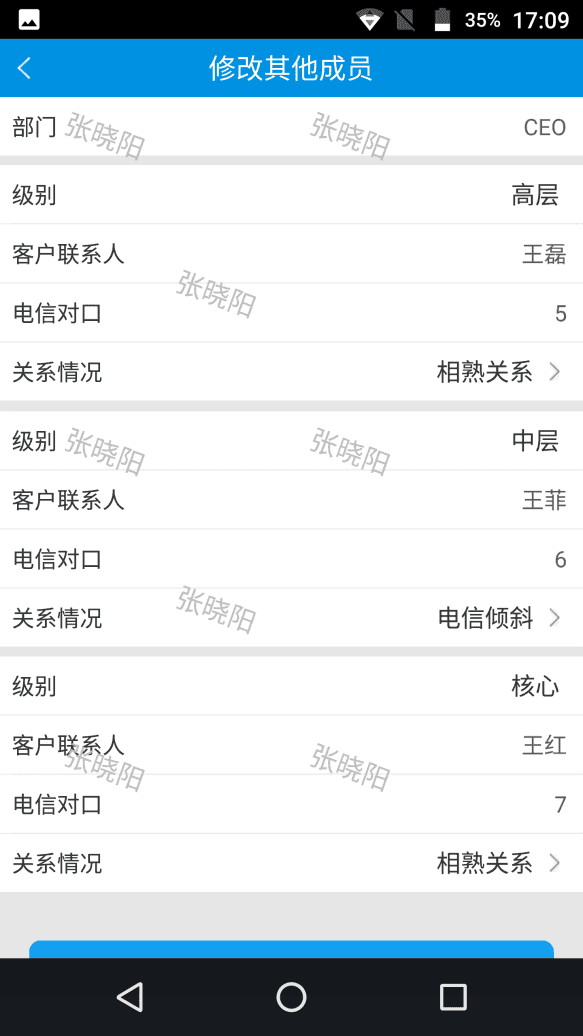 35% 17:09
修改其他成员
部门 CEO
级别 高层
客户联系人 王磊
电信对口 5
关系情况 相熟关系
级别 中层
客户联系人 王菲
电信对口 6
关系情况 电信倾斜
级别 核心
客户联系人 王红
电信对口 7
关系情况 相熟关系
张晓阳
张晓阳
张晓阳
张晓阳
张晓阳
张晓阳
张晓阳
张晓阳